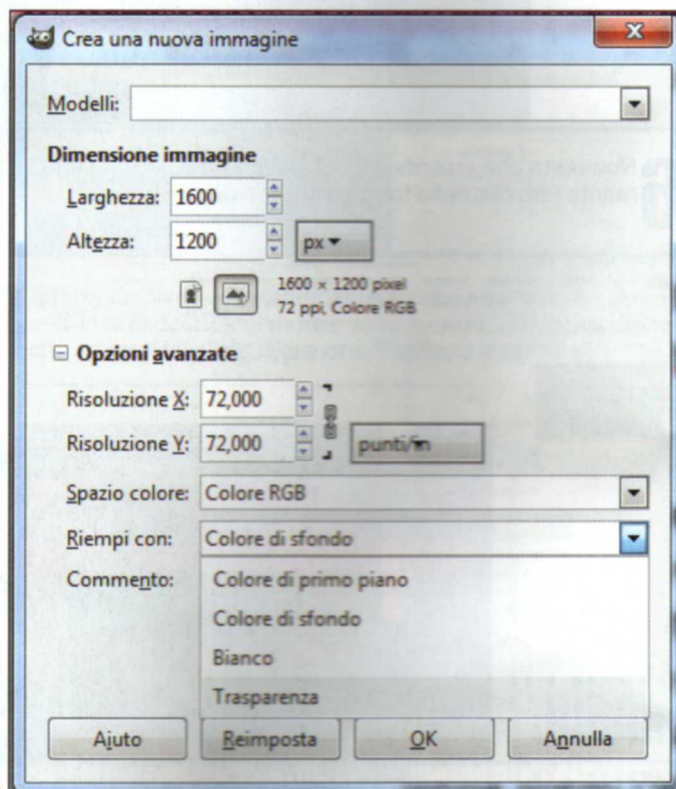 Crea una nuova immagine
Modelli:
Dimensione immagine
Larghezza: 1600
Altezza: 1200 px
1600 × 1200 pixel
72 ppi, Colore RGB
Opzioni avanzate
Risoluzione X: 72,000
Risoluzione Y: 72,000 punti/in
Spazio colore: Colore RGB
Riempi con: Colore di sfondo
Commento: Colore di primo piano
Colore di sfondo
Bianco
Trasparenza
Aiuto Reimposta OK Annulla